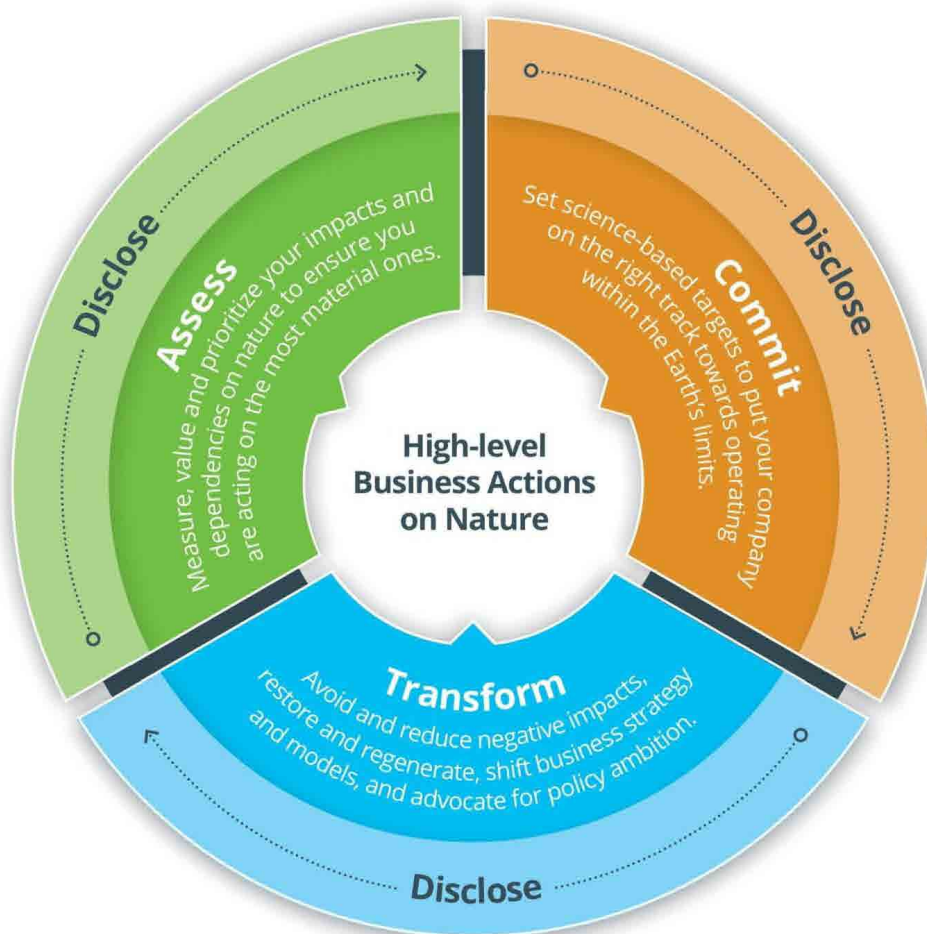 High-level
Business Actions
on Nature
Disclose
Assess
Measure, value and prioritize your impacts and
dependencies on nature to ensure you
are acting on the most material ones.
Disclose
Commit
Set science-based targets to put your company
on the right track towards operating
within the Earth's limits.
Transform
Avoid and reduce negative impacts,
restore and regenerate, shift business strategy
and models, and advocate for policy ambition.
Disclose